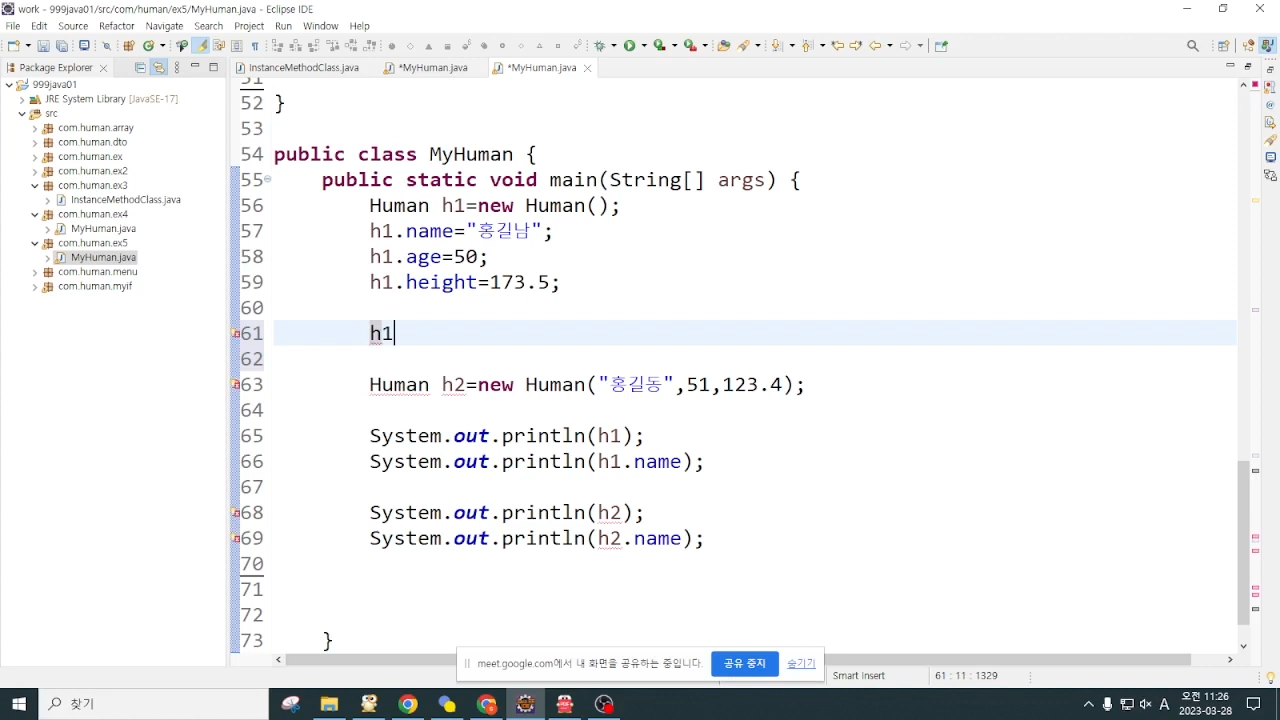 work - 999java01/src/com/human/ex5/MyHuman.java - Eclipse IDE
File Edit Source Refactor Navigate Search Project Run Window Help
Package Explorer
InstanceMethodClass.java
*MyHuman.java
*MyHuman.java
999java01
JRE System Library [JavaSE-17]
src
com.human.array
com.human.dto
com.human.ex
com.human.ex2
com.human.ex3
InstanceMethodClass.java
com.human.ex4
MyHuman.java
com.human.ex5
MyHuman.java
com.human.menu
com.human.myif
51
52 }
53
54 public class MyHuman {
55 public static void main(String[] args) {
56 Human h1=new Human();
57 h1.name="홍길남";
58 h1.age=50;
59 h1.height=173.5;
60
61 h1
62
63 Human h2=new Human("홍길동",51,123.4);
64
65 System.out.println(h1);
66 System.out.println(h1.name);
67
68 System.out.println(h2);
69 System.out.println(h2.name);
70
71
72
73 }
meet.google.com에서 내 화면을 공유하는 중입니다.
공유 중지
숨기기
Smart Insert
61 : 11 : 1329
찾기
A
오전 11:26
2023-03-28